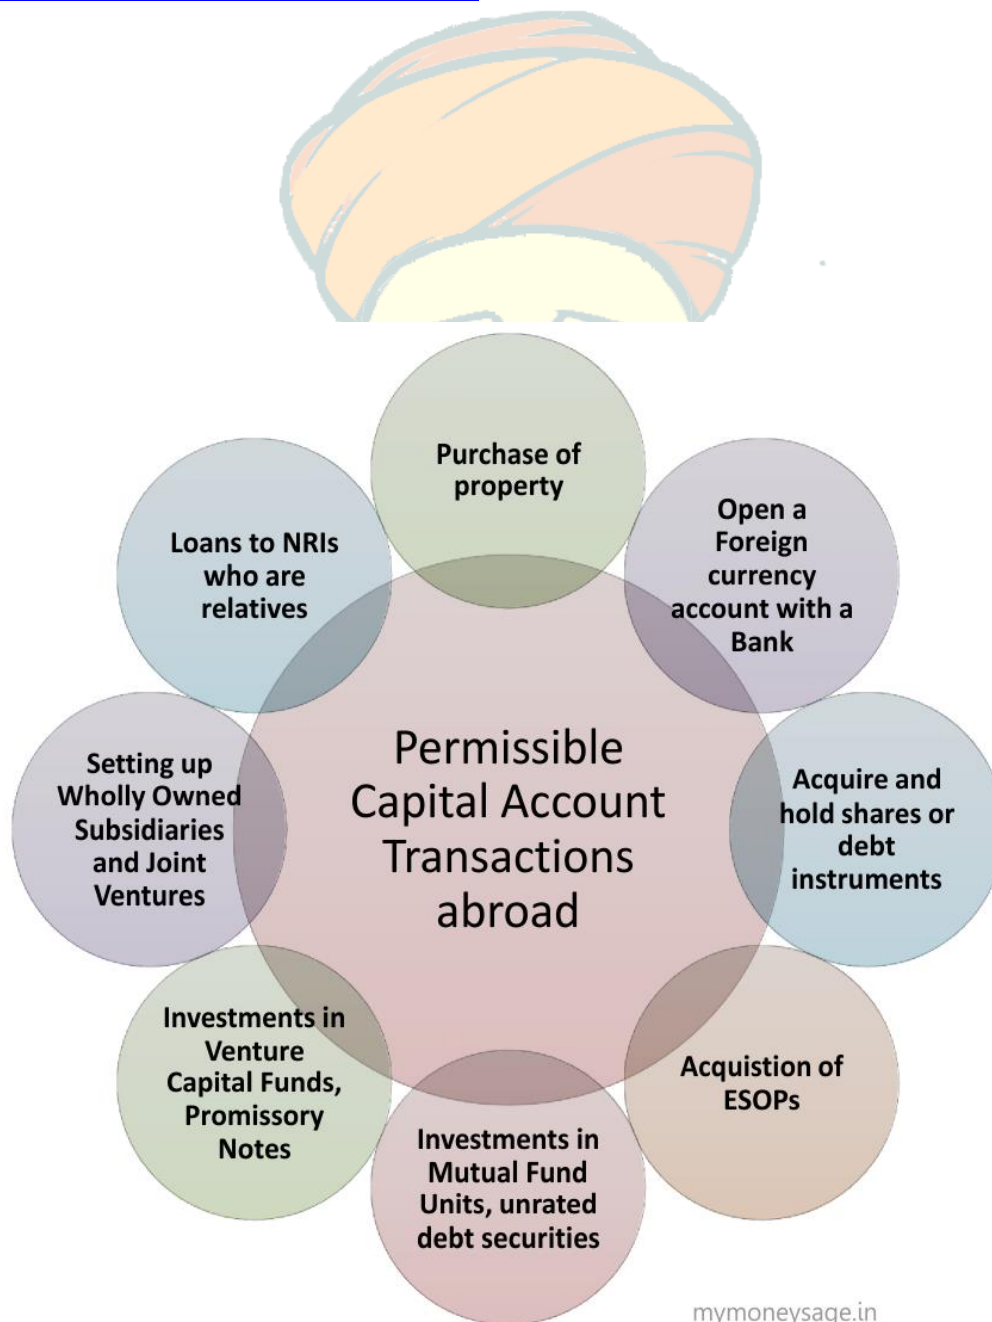 Purchase of
property
Open a
Foreign
currency
account with a
Bank
Acquire and
hold shares or
debt
instruments
Acquistion of
ESOPs
Investments in
Mutual Fund
Units, unrated
debt securities
Investments in
Venture
Capital Funds,
Promissory
Notes
Setting up
Wholly Owned
Subsidiaries
and Joint
Ventures
Loans to NRIs
who are
relatives
Permissible
Capital Account
Transactions
abroad
mymoneysage.in